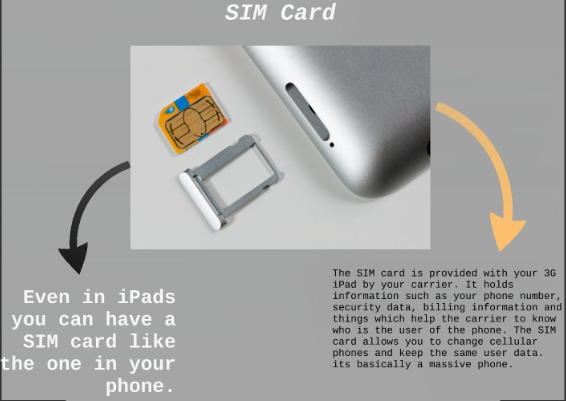 SIM Card
Even in iPads
you can have a
SIM card like
the one in your
phone.
The SIM card is provided with your 3G
iPad by your carrier. It holds
information such as your phone number,
security data, billing information and
things which help the carrier to know
who is the user of the phone. The SIM
card allows you to change cellular
phones and keep the same user data.
its basically a massive phone.